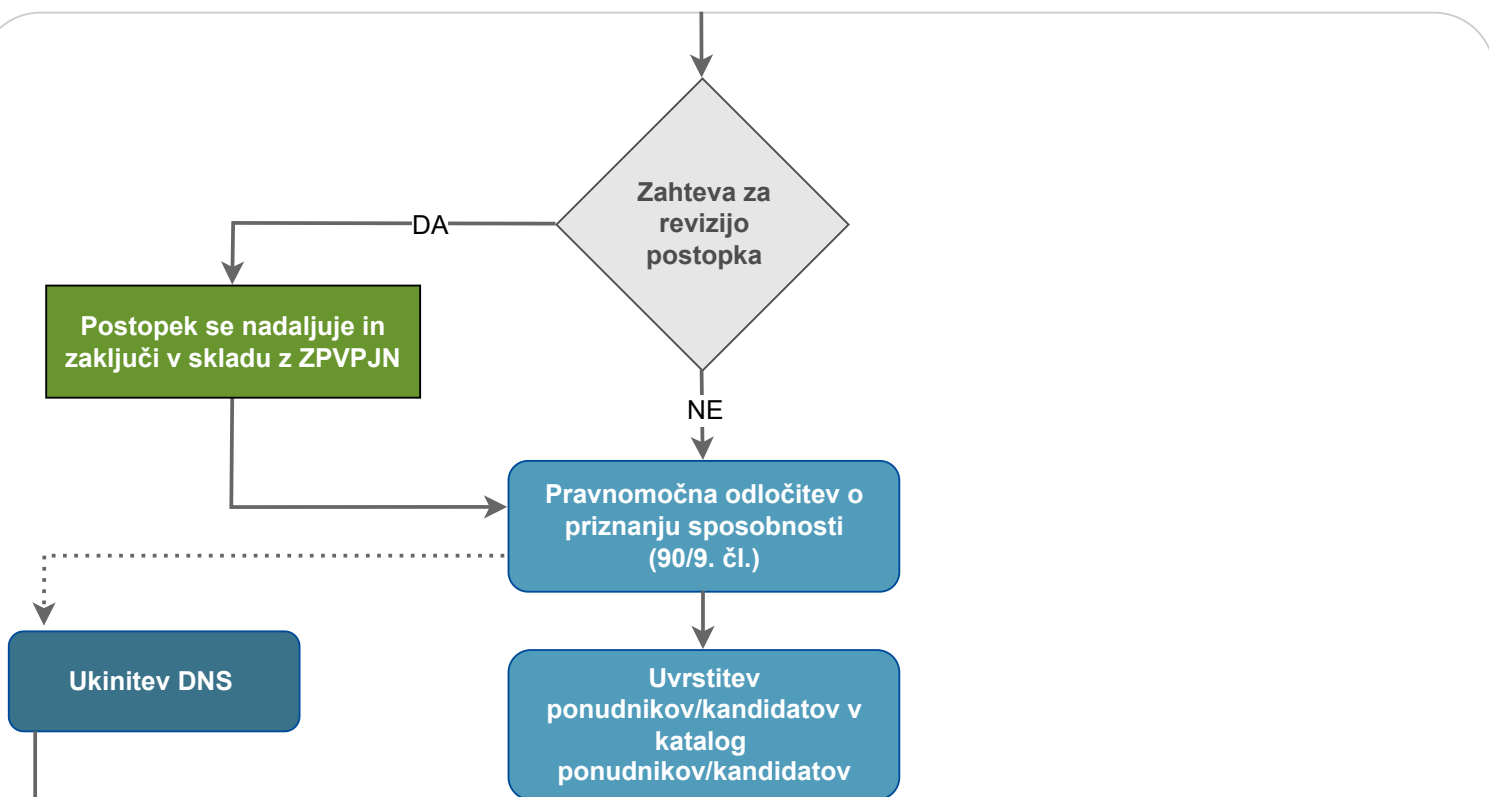 Zahteva za
revizijo
postopka
DA
Postopek se nadaljuje in
zaključi v skladu z ZPVPJN
NE
Pravnomočna odločitev o
priznanju sposobnosti
(90/9. čl.)
Ukinitev DNS
Uvrstitev
ponudnikov/kandidatov v
katalog
ponudnikov/kandidatov